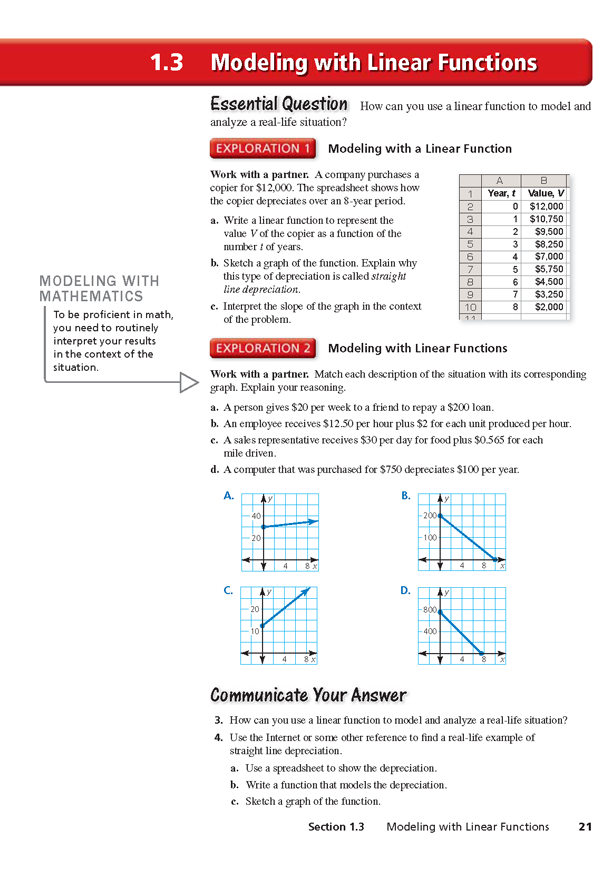 1.3 Modeling with Linear Functions
Essential Question How can you use a linear function to model and
analyze a real-life situation?
EXPLORATION 1 Modeling with a Linear Function
Work with a partner. A company purchases a
copier for $12,000. The spreadsheet shows how
the copier depreciates over an 8-year period.
a. Write a linear function to represent the
value V of the copier as a function of the
number t of years.
b. Sketch a graph of the function. Explain why
this type of depreciation is called straight
line depreciation.
c. Interpret the slope of the graph in the context
of the problem.
A B
1 Year, t Value, V
2 0 $12,000
3 1 $10,750
4 2 $9,500
5 3 $8,250
6 4 $7,000
7 5 $5,750
8 6 $4,500
9 7 $3,250
10 8 $2,000
11
MODELING WITH
MATHEMATICS
To be proficient in math,
you need to routinely
interpret your results
in the context of the
situation.
EXPLORATION 2 Modeling with Linear Functions
Work with a partner. Match each description of the situation with its corresponding
graph. Explain your reasoning.
a. A person gives $20 per week to a friend to repay a $200 loan.
b. An employee receives $12.50 per hour plus $2 for each unit produced per hour.
c. A sales representative receives $30 per day for food plus $0.565 for each
mile driven.
d. A computer that was purchased for $750 depreciates $100 per year.
A.
y
40
20
4 8 x
B.
y
200
100
4 8 x
C.
y
20
10
4 8 x
D.
y
800
400
4 8 x
Communicate Your Answer
3. How can you use a linear function to model and analyze a real-life situation?
4. Use the Internet or some other reference to find a real-life example of
straight line depreciation.
a. Use a spreadsheet to show the depreciation.
b. Write a function that models the depreciation.
c. Sketch a graph of the function.
Section 1.3 Modeling with Linear Functions 21